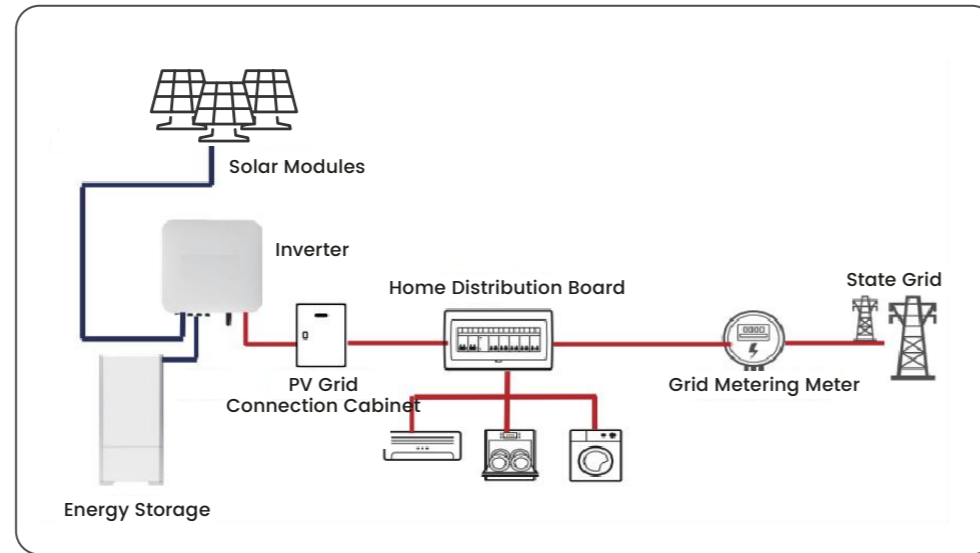 Solar Modules
Inverter
State Grid
Home Distribution Board
PV Grid
Connection Cabinet
Grid Metering Meter
Energy Storage